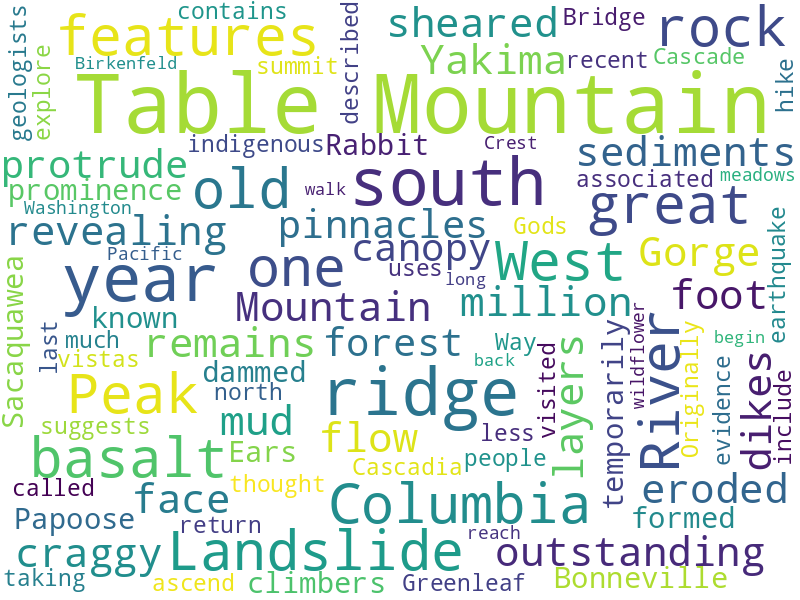 contains
sheared
Bridge
rock
features
Yakima
recent
Cascade
Birkenfeld
summit
described
geologists
explore
hike
Table Mountain
indigenous
Rabbit
Crest
sediments
protrude
prominence
old
walk
south
associated
meadows
Washington
great
revealing
pinnacles
Gods
Pacific
canopy
West
Gorge
earthquake
year
one
uses
long
Mountain
million
foot
Sacaquawea
known
last
much
remains
forest
Way
layers
temporarily
wildflower
River
Originally
begin
vistas
dammed
back
visited
evidence
dikes
include
Peak
north
ridge
suggests
mud
flow
less
basalt
Ears
Cascadia
people
called
thought
face
Columbia
eroded
Papoose
return
formed
craggy
Landslide
reach
outstanding
taking
ascend
climbers
Greenleaf
Bonneville